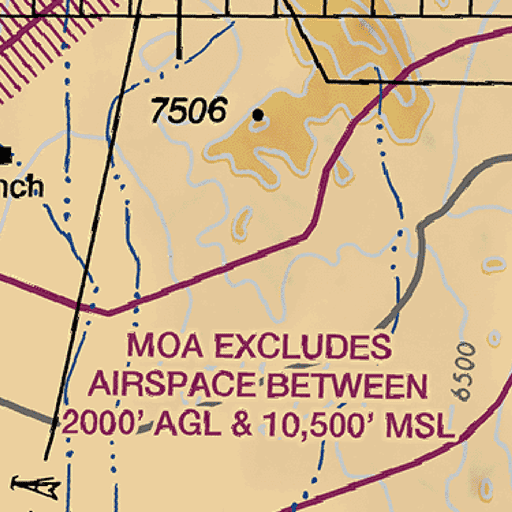 7506
nch
MOA EXCLUDES
AIRSPACE BETWEEN
2000' AGL & 10,500' MSL
6500